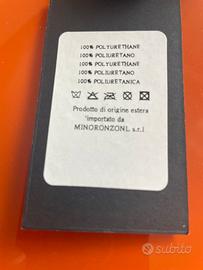 100% POLYURETHANE
100% POLIURETANO
100% POLYURETHANE
100% POLIURETANO
100% POLIURETANICA
Prodotto di origine estera
importato da
MINORONZONI s.r.l
subito